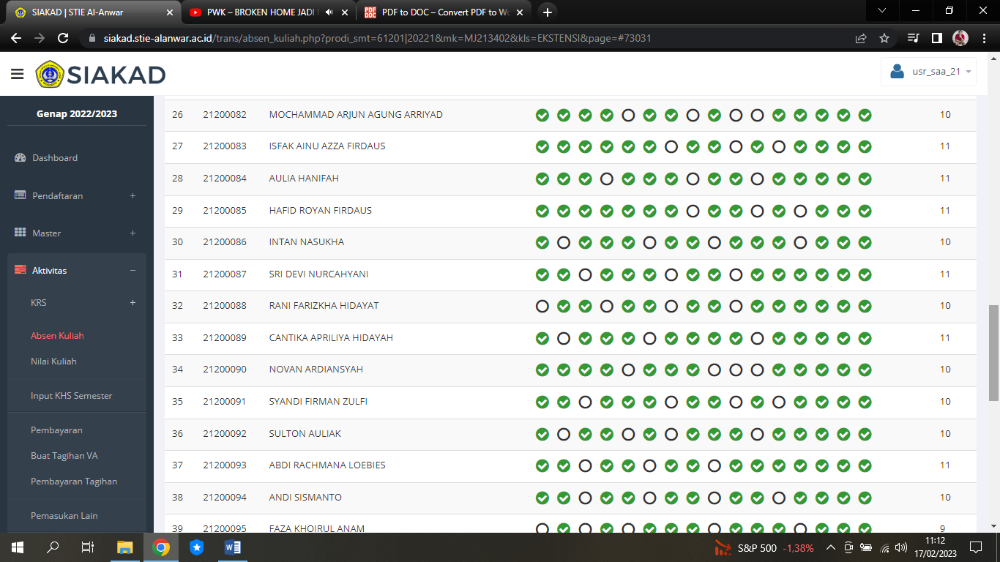 SIAKAD | STIE Al-Anwar
PWK – BROKEN HOME JADI
PDF to DOC – Convert PDF to Wo
siakad.stie-alanwar.ac.id/trans/absen_kuliah.php?prodi_smt=61201|20221&mk=MJ213402&kls=EKSTENSI&page=#73031
SIAKAD
usr_saa_21
Genap 2022/2023
Dashboard
Pendaftaran +
Master +
Aktivitas −
KRS +
Absen Kuliah
Nilai Kuliah
Input KHS Semester
Pembayaran
Buat Tagihan VA
Pembayaran Tagihan
Pemasukan Lain
26 21200082 MOCHAMMAD ARJUN AGUNG ARRIYAD 10
27 21200083 ISFAK AINU AZZA FIRDAUS 11
28 21200084 AULIA HANIFAH 11
29 21200085 HAFID ROYAN FIRDAUS 11
30 21200086 INTAN NASUKHA 10
31 21200087 SRI DEVI NURCAHYANI 11
32 21200088 RANI FARIZKHA HIDAYAT 10
33 21200089 CANTIKA APRILIYA HIDAYAH 11
34 21200090 NOVAN ARDIANSYAH 10
35 21200091 SYANDI FIRMAN ZULFI 10
36 21200092 SULTON AULIAK 10
37 21200093 ABDI RACHMANA LOEBIES 11
38 21200094 ANDI SISMANTO 10
39 21200095 FAZA KHOIRUL ANAM 9
S&P 500 -1,38%
11:12
17/02/2023